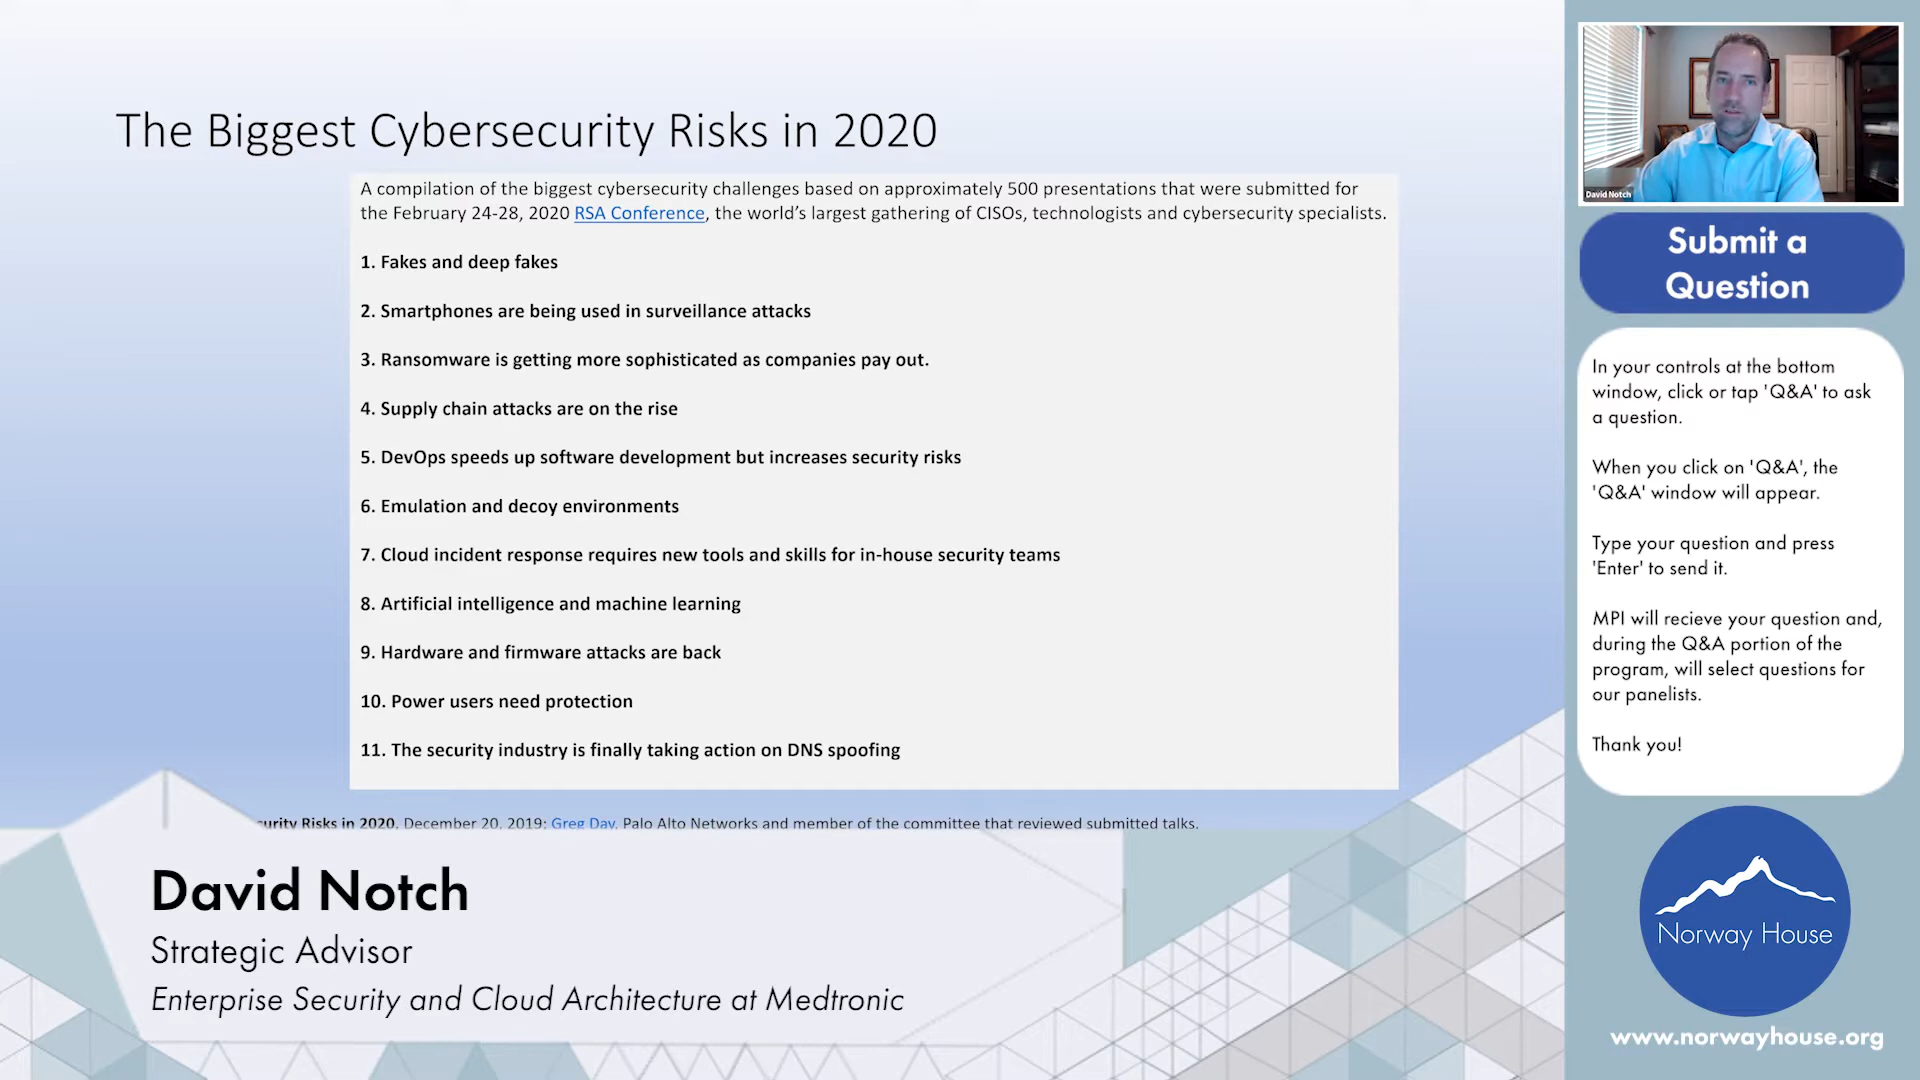 The Biggest Cybersecurity Risks in 2020
A compilation of the biggest cybersecurity challenges based on approximately 500 presentations that were submitted for
the February 24-28, 2020 RSA Conference, the world's largest gathering of CISOs, technologists and cybersecurity specialists.
1. Fakes and deep fakes
2. Smartphones are being used in surveillance attacks
3. Ransomware is getting more sophisticated as companies pay out.
4. Supply chain attacks are on the rise
5. DevOps speeds up software development but increases security risks
6. Emulation and decoy environments
7. Cloud incident response requires new tools and skills for in-house security teams
8. Artificial intelligence and machine learning
9. Hardware and firmware attacks are back
10. Power users need protection
11. The security industry is finally taking action on DNS spoofing
Risks in 2020, December 20, 2019; Greg Day, Palo Alto Networks and member of the committee that reviewed submitted talks.
David Notch
Strategic Advisor
Enterprise Security and Cloud Architecture at Medtronic
David Notch
Submit a
Question
In your controls at the bottom
window, click or tap 'Q&A' to ask
a question.
When you click on 'Q&A', the
'Q&A' window will appear.
Type your question and press
'Enter' to send it.
MPI will recieve your question and,
during the Q&A portion of the
program, will select questions for
our panelists.
Thank you!
Norway House
www.norwayhouse.org